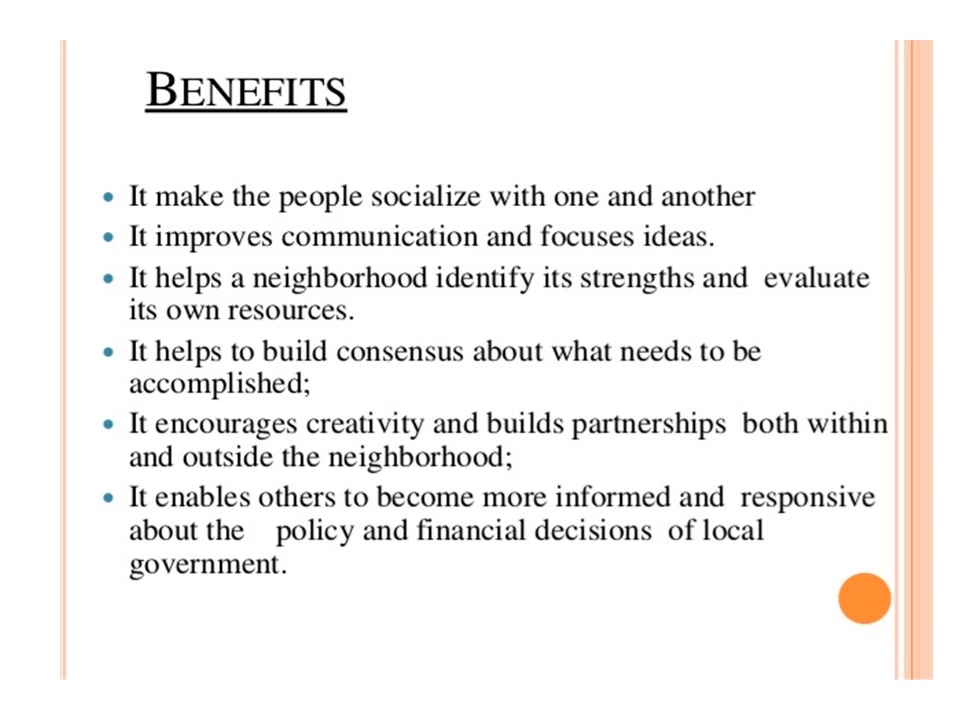 BENEFITS
• It make the people socialize with one and another
• It improves communication and focuses ideas.
• It helps a neighborhood identify its strengths and evaluate
its own resources.
• It helps to build consensus about what needs to be
accomplished;
• It encourages creativity and builds partnerships both within
and outside the neighborhood;
• It enables others to become more informed and responsive
about the policy and financial decisions of local
government.